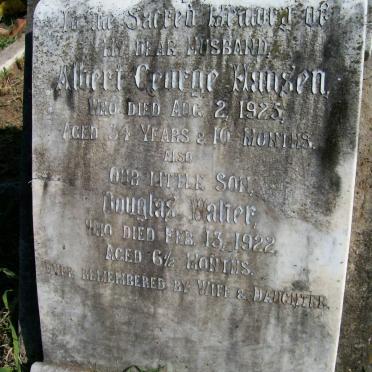 In the Sacred Memory of
MY DEAR HUSBAND
Albert George Hansen,
WHO DIED AUG. 2, 1925,
AGED 34 YEARS & 10 MONTHS.
ALSO
OUR LITTLE SON
Douglas Walter,
WHO DIED FEB. 13, 1922
AGED 6½ MONTHS.
EVER REMEMBERED BY WIFE & DAUGHTER.